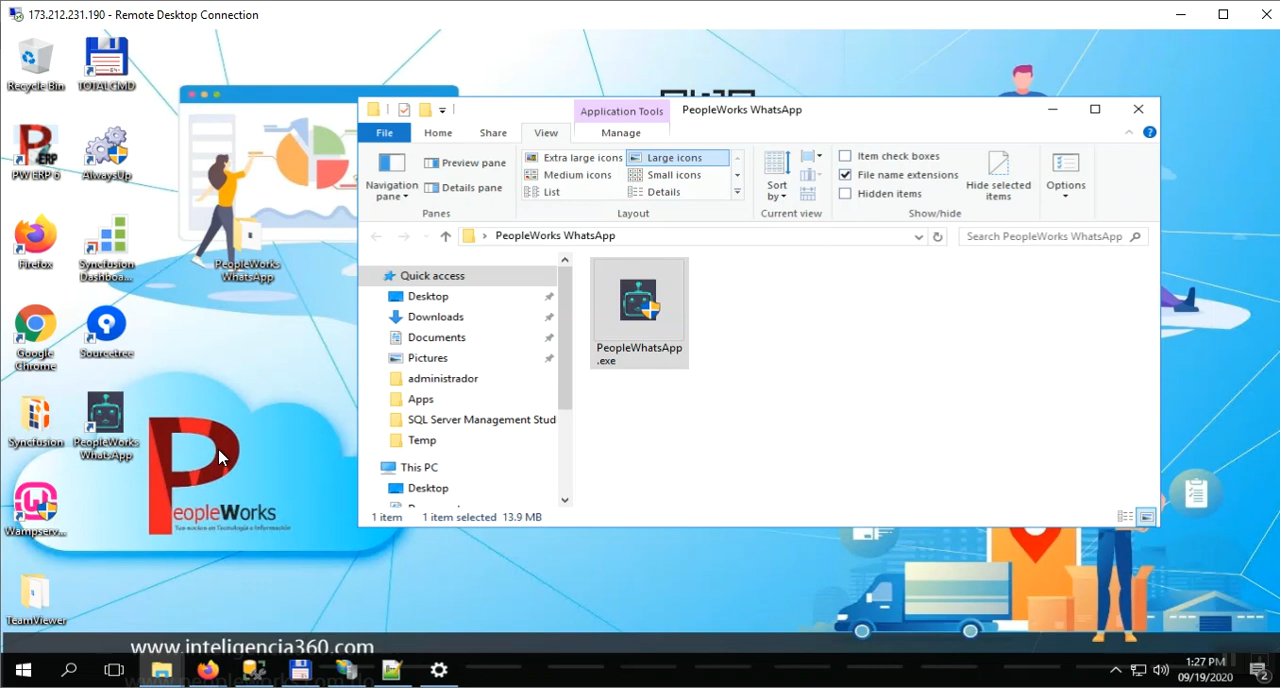 173.212.231.190 - Remote Desktop Connection
Recycle Bin
TOTALCMD
PW ERP 6
AlwaysUp
Firefox
Syncfusion
Dashboa...
PeopleWorks
WhatsApp
Google
Chrome
Sourcetree
Syncfusion
PeopleWorks
WhatsApp
Wampserv...
TeamViewer
PeopleWorks
Tu socio en Tecnología e Información
Application Tools
PeopleWorks WhatsApp
File
Home
Share
View
Manage
Navigation
pane
Preview pane
Details pane
Panes
Extra large icons
Large icons
Medium icons
Small icons
List
Details
Layout
Sort
by
Current view
Item check boxes
File name extensions
Hidden items
Hide selected
items
Show/hide
Options
PeopleWorks WhatsApp
Search PeopleWorks WhatsApp
Quick access
Desktop
Downloads
Documents
Pictures
administrador
Apps
SQL Server Management Stud
Temp
This PC
Desktop
PeopleWhatsApp
.exe
1 item
1 item selected 13.9 MB
www.inteligencia360.com
1:27 PM
09/19/2020
2